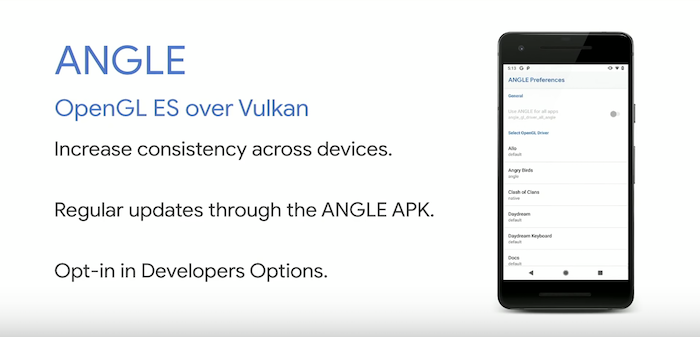 ANGLE
OpenGL ES over Vulkan
Increase consistency across devices.
Regular updates through the ANGLE APK.
Opt-in in Developers Options.
5:13
ANGLE Preferences
General
Use ANGLE for all apps
angle_gl_driver_all_angle
Select OpenGL Driver
Allo
default
Angry Birds
angle
Clash of Clans
native
Daydream
default
Daydream Keyboard
default
Docs
default